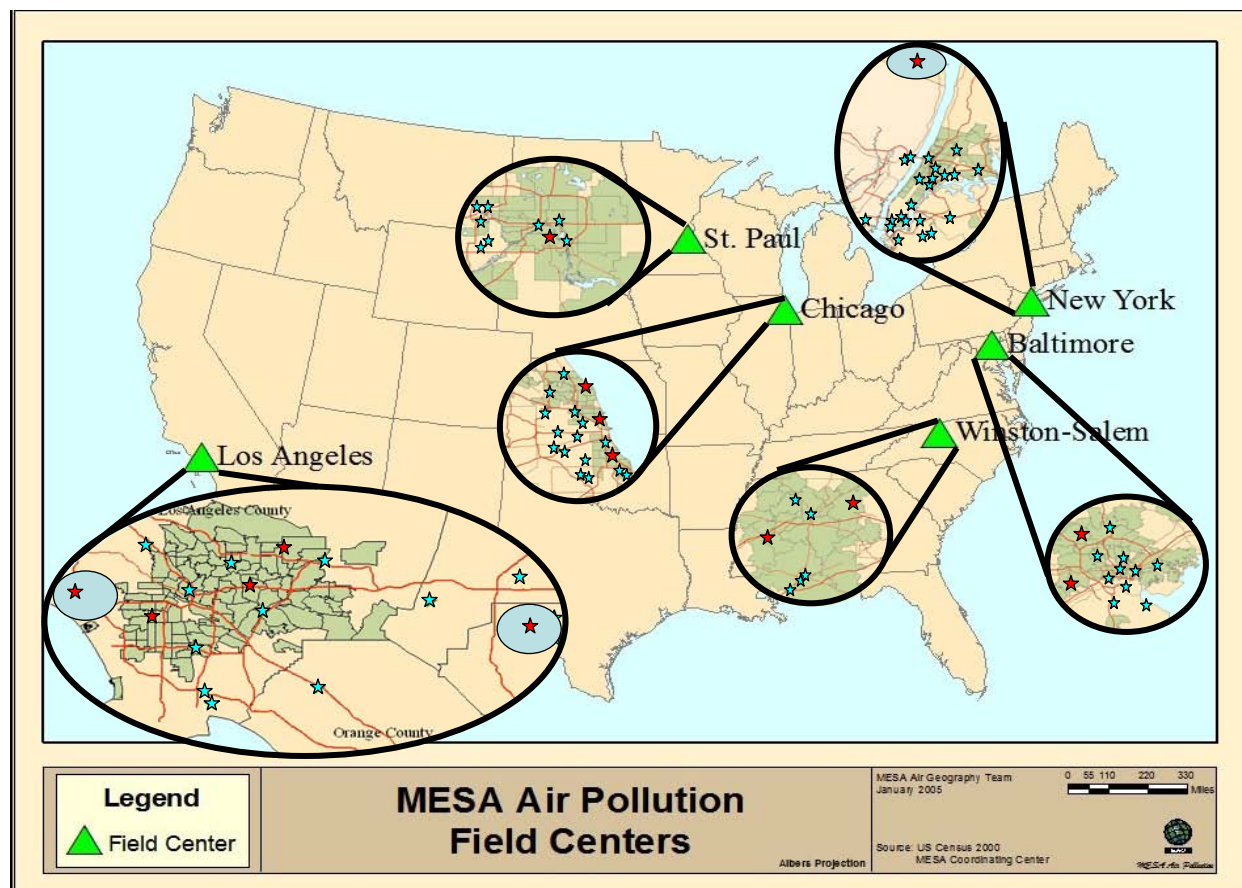 St. Paul
Chicago
New York
Baltimore
Winston-Salem
Los Angeles
Los Angeles County
Orange County
Legend
Field Center
MESA Air Pollution
Field Centers
Albers Projection
MESA Air Geography Team
January 2005
0 55 110 220 330
Miles
Source: US Census 2000
MESA Coordinating Center
MESA Air Pollution